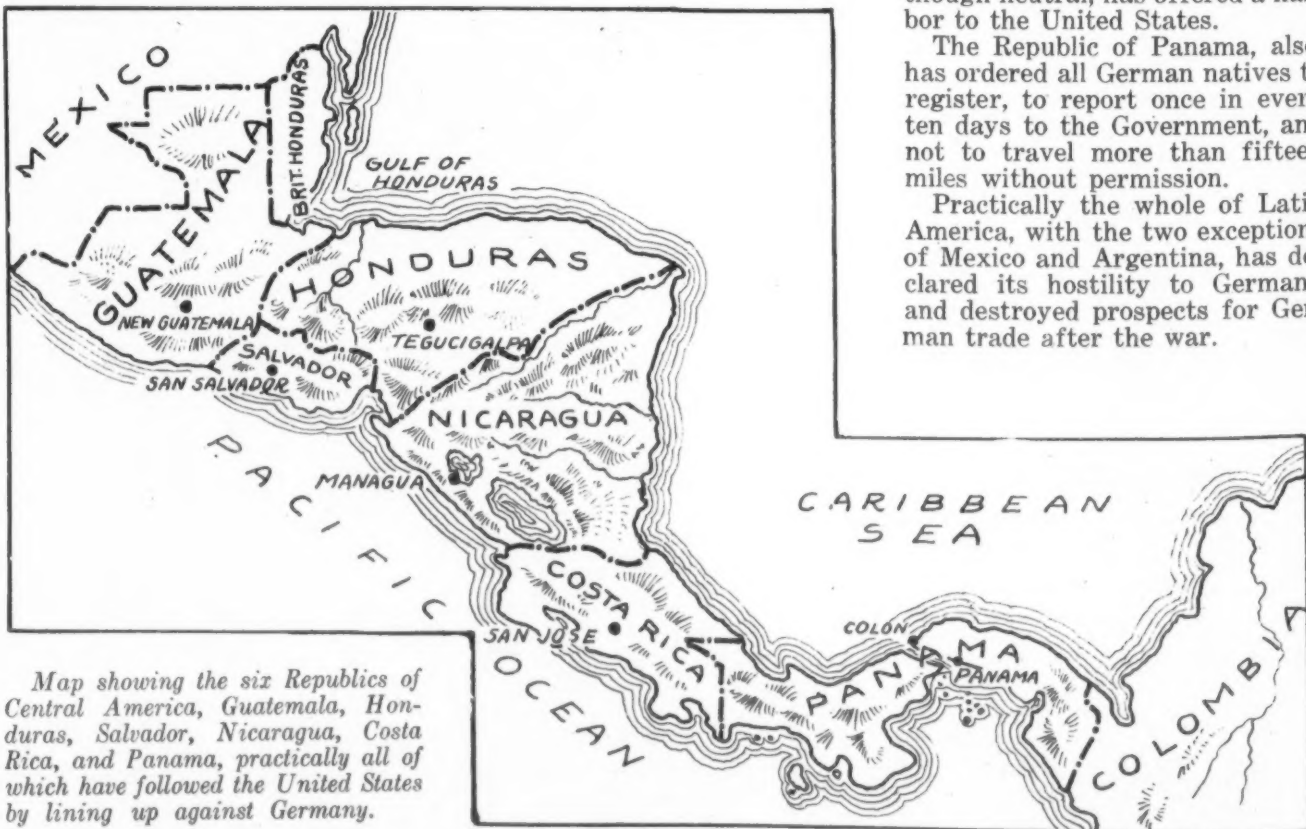 though neutral, has offered a har-
bor to the United States.
The Republic of Panama, also
has ordered all German natives t
register, to report once in ever
ten days to the Government, an
not to travel more than fiftee
miles without permission.
Practically the whole of Lati
America, with the two exception
of Mexico and Argentina, has de
clared its hostility to German
and destroyed prospects for Ger
man trade after the war.
MEXICO
GUATEMALA
BRIT. HONDURAS
GULF OF
HONDURAS
HONDURAS
NEW GUATEMALA
TEGUCIGALPA
SALVADOR
SAN SALVADOR
NICARAGUA
MANAGUA
PACIFIC OCEAN
CARIBBEAN
SEA
COSTA RICA
SAN JOSE
COLON
PANAMA
PANAMA
COLOMBIA
Map showing the six Republics of
Central America, Guatemala, Hon-
duras, Salvador, Nicaragua, Costa
Rica, and Panama, practically all of
which have followed the United States
by lining up against Germany.